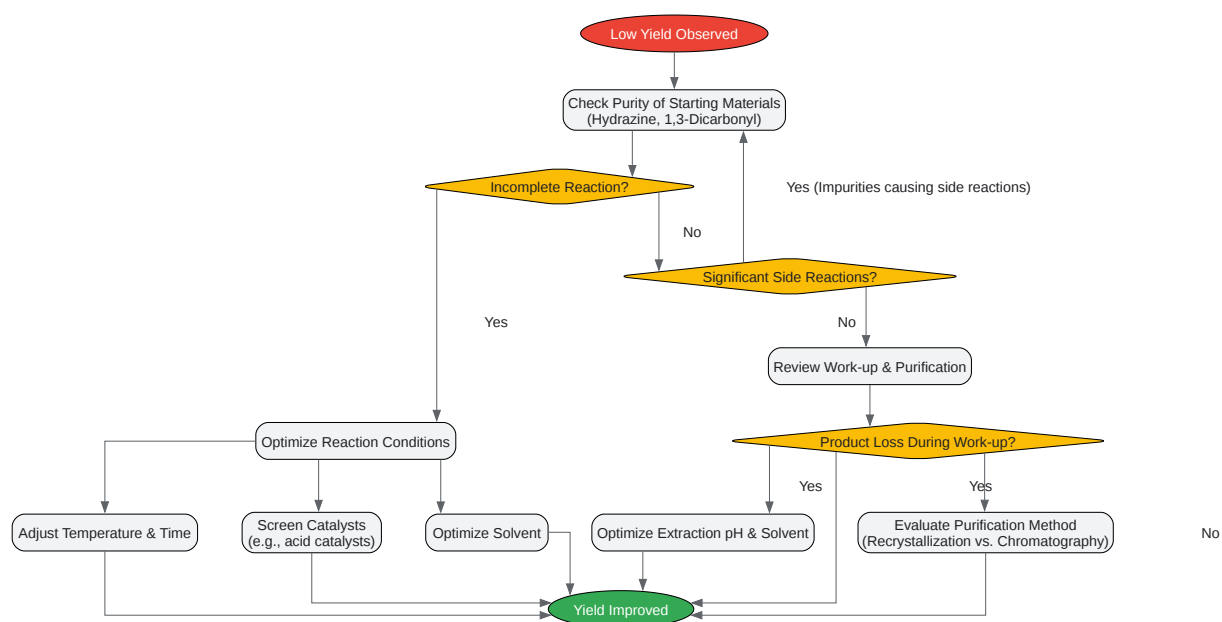 Low Yield Observed
Check Purity of Starting Materials
(Hydrazine, 1,3-Dicarbonyl)
Incomplete Reaction?
Yes (Impurities causing side reactions)
No
Significant Side Reactions?
Yes
No
Review Work-up & Purification
Optimize Reaction Conditions
Product Loss During Work-up?
Yes
Yes
Adjust Temperature & Time
Screen Catalysts
(e.g., acid catalysts)
Optimize Solvent
Optimize Extraction pH & Solvent
Evaluate Purification Method
(Recrystallization vs. Chromatography)
No
Yield Improved